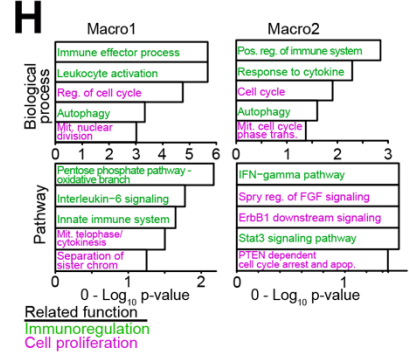 H
Macro1
Macro2
Biological
process
Immune effector process
Leukocyte activation
Reg. of cell cycle
Autophagy
Mit. nuclear
division
0 1 2 3 4 5 6
Pos. reg. of immune system
Response to cytokine
Cell cycle
Autophagy
Mit. cell cycle
phase trans.
0 1 2 3
Pathway
Pentose phosphate pathway -
oxidative branch
Interleukin-6 signaling
Innate immune system
Mit. telophase/
cytokinesis
Separation of
sister chrom
0 1 2
0 - Log10 p-value
IFN-gamma pathway
Spry reg. of FGF signaling
ErbB1 downstream signaling
Stat3 signaling pathway
PTEN dependent
cell cycle arrest and apop.
0 1
0 - Log10 p-value
Related function
Immunoregulation
Cell proliferation